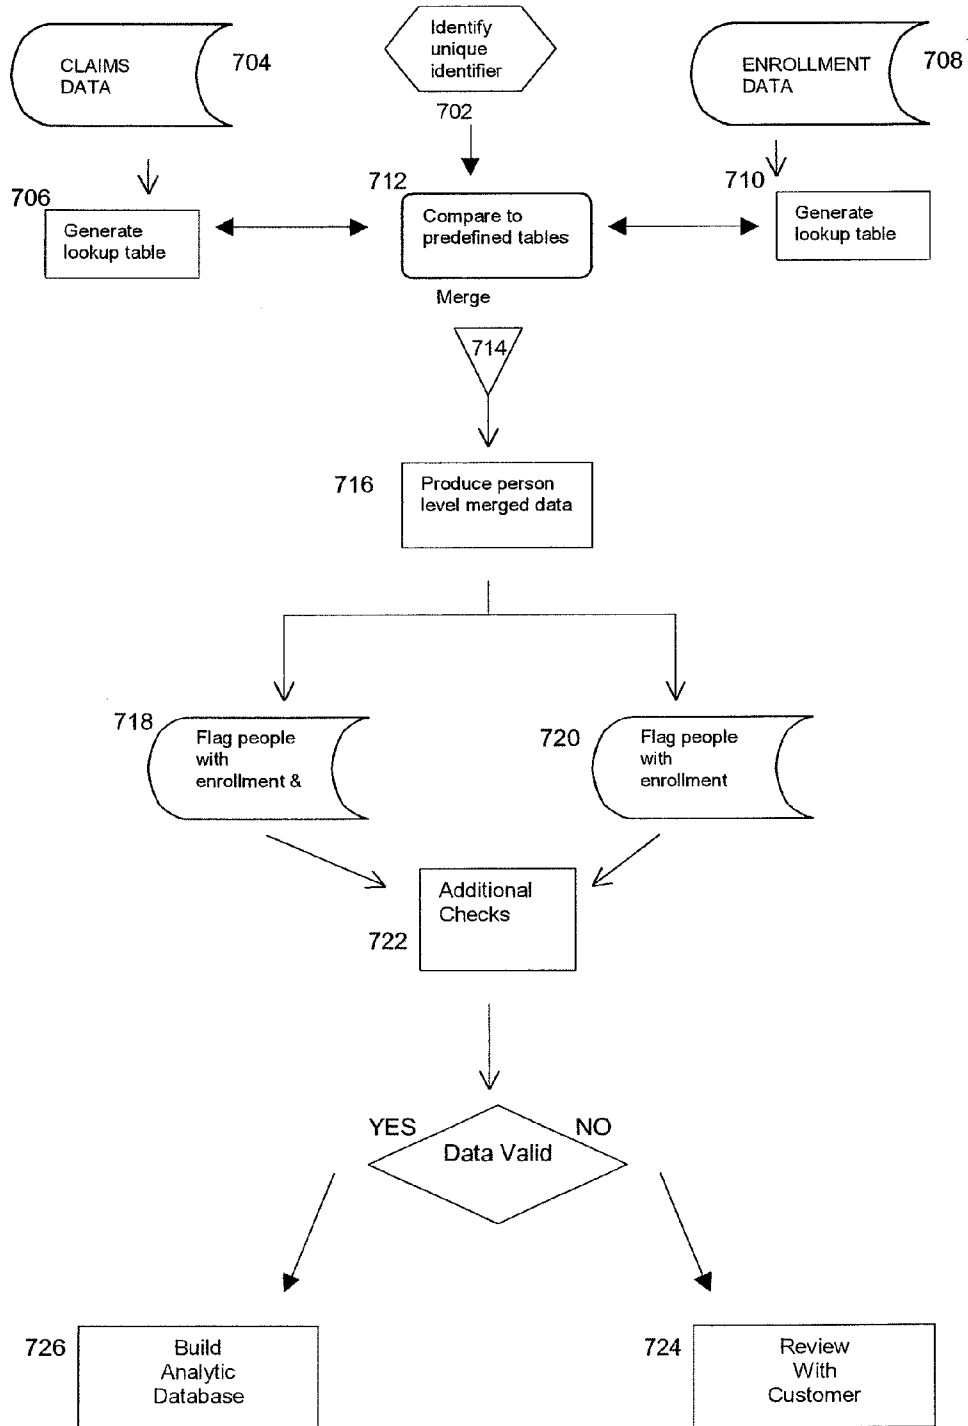 CLAIMS
DATA
704
Identify
unique
identifier
702
ENROLLMENT
DATA
708
706
Generate
lookup table
712
Compare to
predefined tables
710
Generate
lookup table
Merge
714
716
Produce person
level merged data
718
Flag people
with
enrollment &
720
Flag people
with
enrollment
Additional
Checks
722
YES
NO
Data Valid
726
Build
Analytic
Database
724
Review
With
Customer